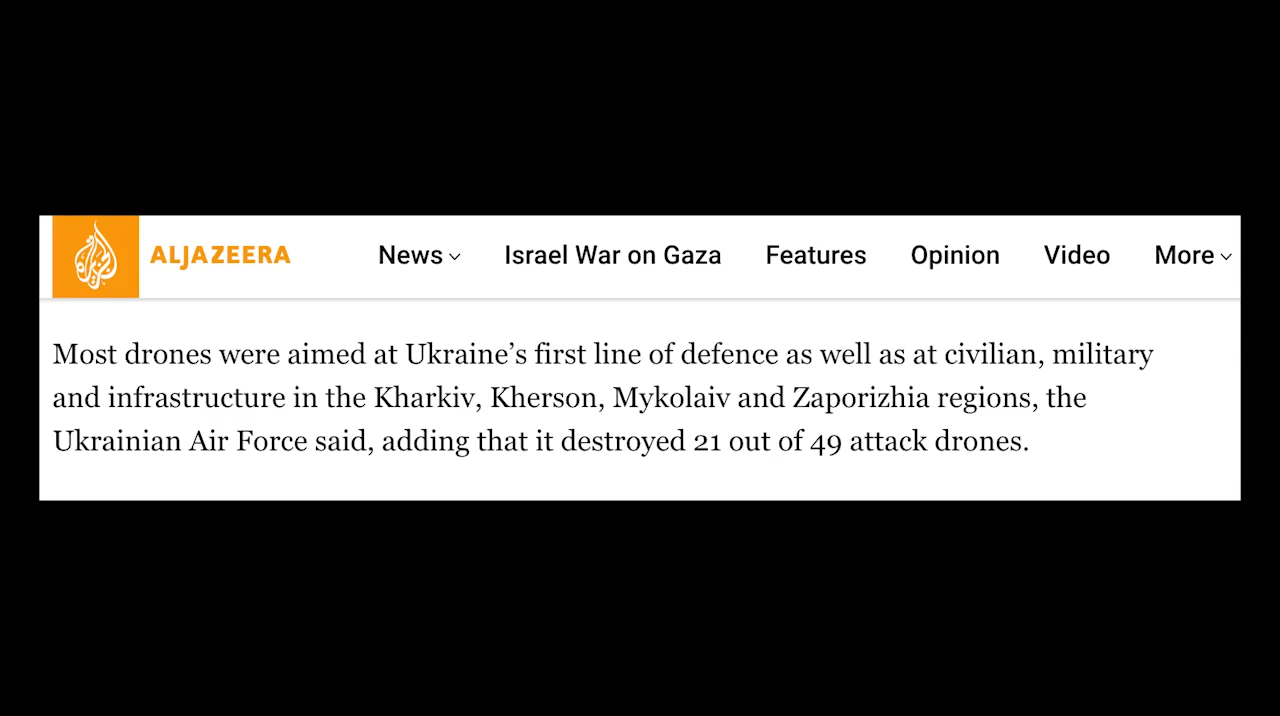 ALJAZEERA News Israel War on Gaza Features Opinion Video More
Most drones were aimed at Ukraine’s first line of defence as well as at civilian, military
and infrastructure in the Kharkiv, Kherson, Mykolaiv and Zaporizhia regions, the
Ukrainian Air Force said, adding that it destroyed 21 out of 49 attack drones.